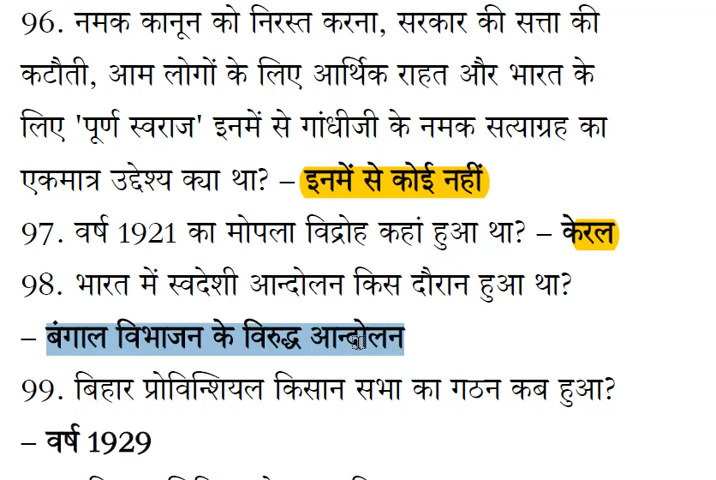 96. नमक कानून को निरस्त करना, सरकार की सत्ता की
कटौती, आम लोगों के लिए आर्थिक राहत और भारत के
लिए 'पूर्ण स्वराज' इनमें से गांधीजी के नमक सत्याग्रह का
एकमात्र उद्देश्य क्या था? – इनमें से कोई नहीं
97. वर्ष 1921 का मोपला विद्रोह कहां हुआ था? – केरल
98. भारत में स्वदेशी आन्दोलन किस दौरान हुआ था?
– बंगाल विभाजन के विरुद्ध आन्दोलन
99. बिहार प्रोविन्शियल किसान सभा का गठन कब हुआ?
– वर्ष 1929